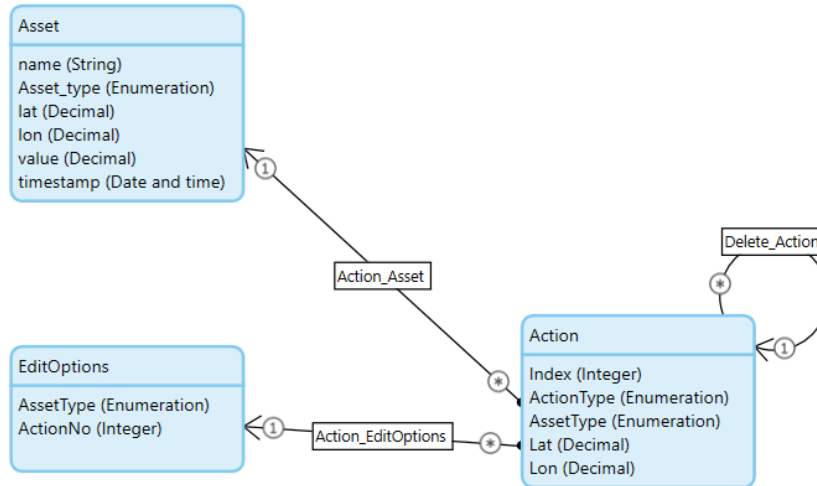 Asset
name (String)
Asset_type (Enumeration)
lat (Decimal)
lon (Decimal)
value (Decimal)
timestamp (Date and time)
1
Action_Asset
*
Delete_Action
*
1
EditOptions
AssetType (Enumeration)
ActionNo (Integer)
1
Action_EditOptions
*
Action
Index (Integer)
ActionType (Enumeration)
AssetType (Enumeration)
Lat (Decimal)
Lon (Decimal)